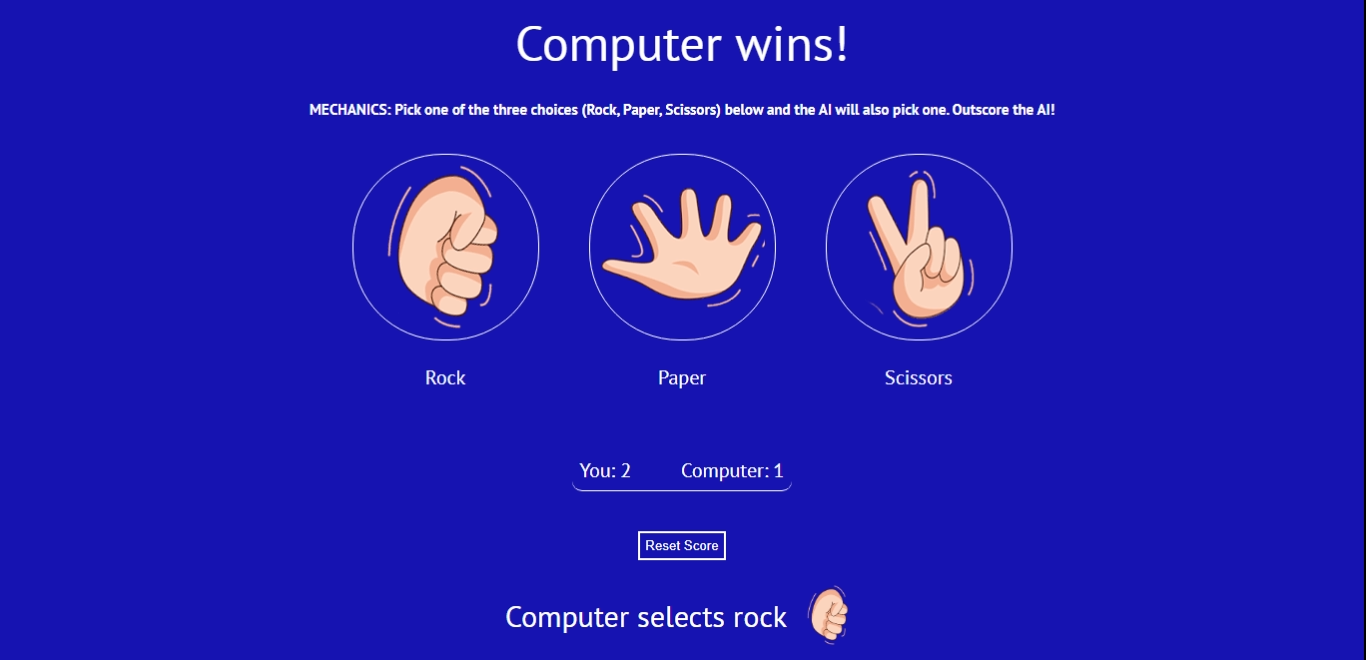 Computer wins!
MECHANICS: Pick one of the three choices (Rock, Paper, Scissors) below and the AI will also pick one. Outscore the AI!
Rock Paper Scissors
You: 2 Computer: 1
Reset Score
Computer selects rock